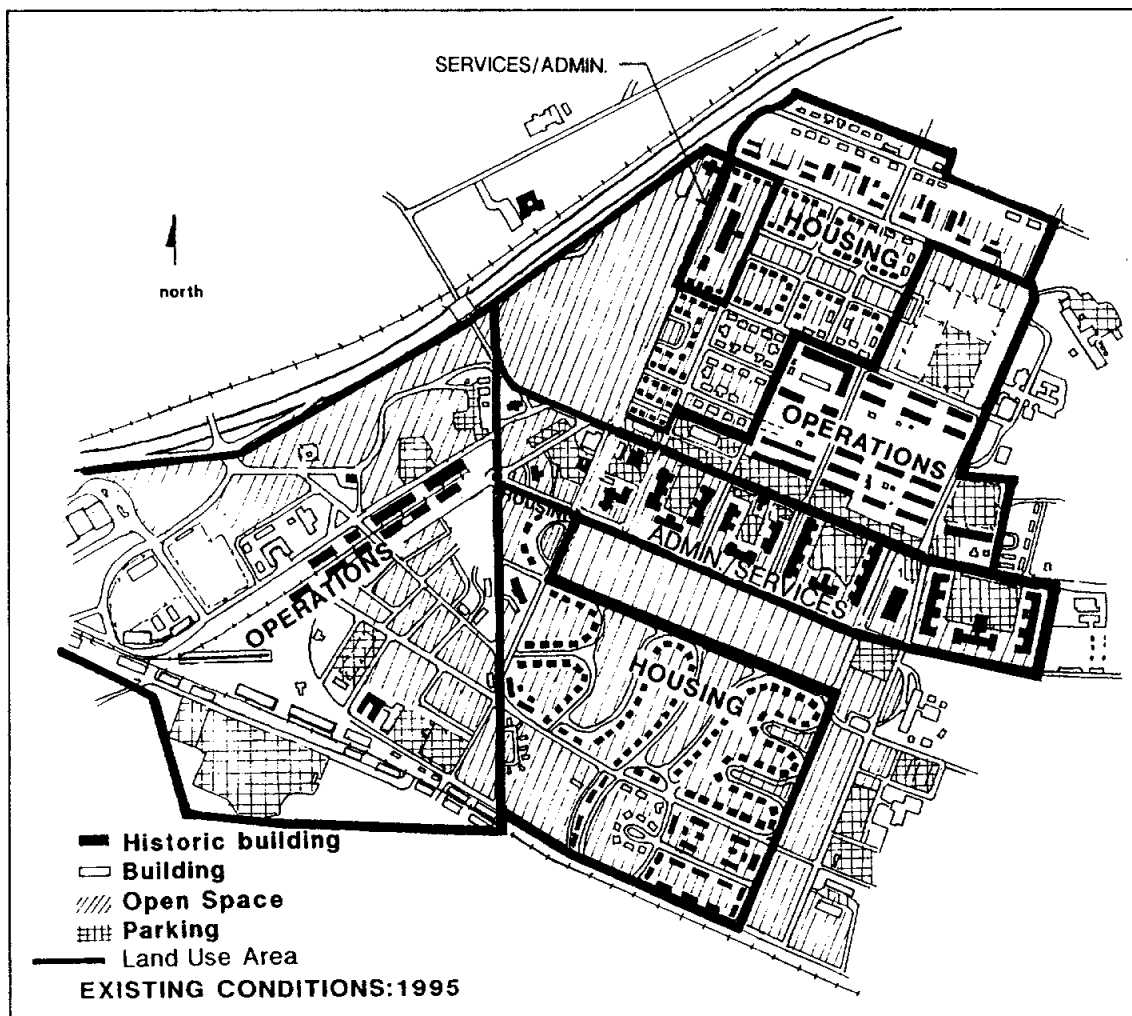 SERVICES/ADMIN.
north
HOUSING
OPERATIONS
HOUSING
ADMIN/SERVICES
OPERATIONS
HOUSING
Historic building
Building
Open Space
Parking
Land Use Area
EXISTING CONDITIONS:1995